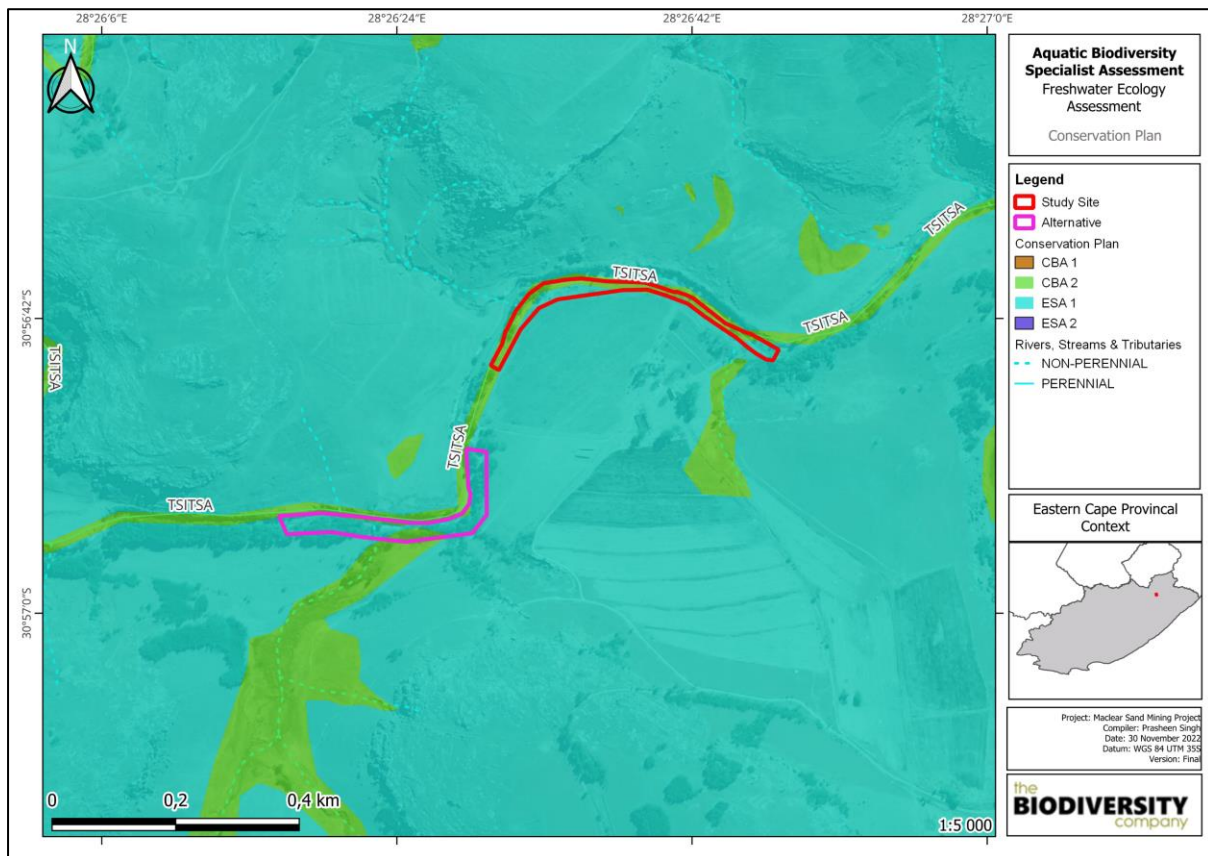 28°26'6"E
28°26'24"E
28°26'42"E
28°27'0"E
N
30°56'42"S
30°57'0"S
TSITSA
TSITSA
TSITSA
TSITSA
TSITSA
TSITSA
0
0,2
0,4 km
1:5 000
Aquatic Biodiversity
Specialist Assessment
Freshwater Ecology
Assessment
Conservation Plan
Legend
Study Site
Alternative
Conservation Plan
CBA 1
CBA 2
ESA 1
ESA 2
Rivers, Streams & Tributaries
NON-PERENNIAL
PERENNIAL
Eastern Cape Provincal
Context
Project: Maclear Sand Mining Project
Compiler: Prasheen Singh
Date: 30 November 2022
Datum: WGS 84 UTM 35S
Version: Final
the
BIODIVERSITY
company